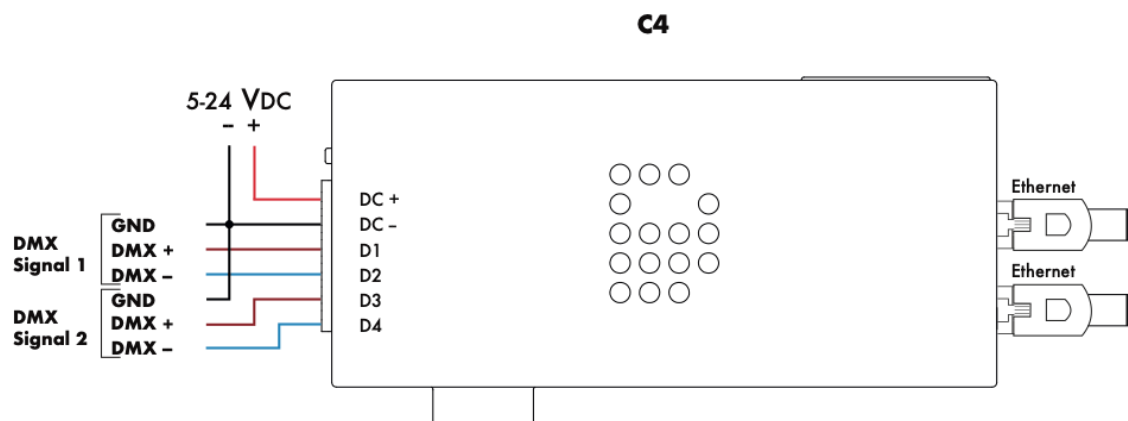 C4
5-24 VDC
– +
DC +
DC –
D1
D2
D3
D4
DMX
Signal 1
GND
DMX +
DMX –
DMX
Signal 2
GND
DMX +
DMX –
Ethernet
Ethernet